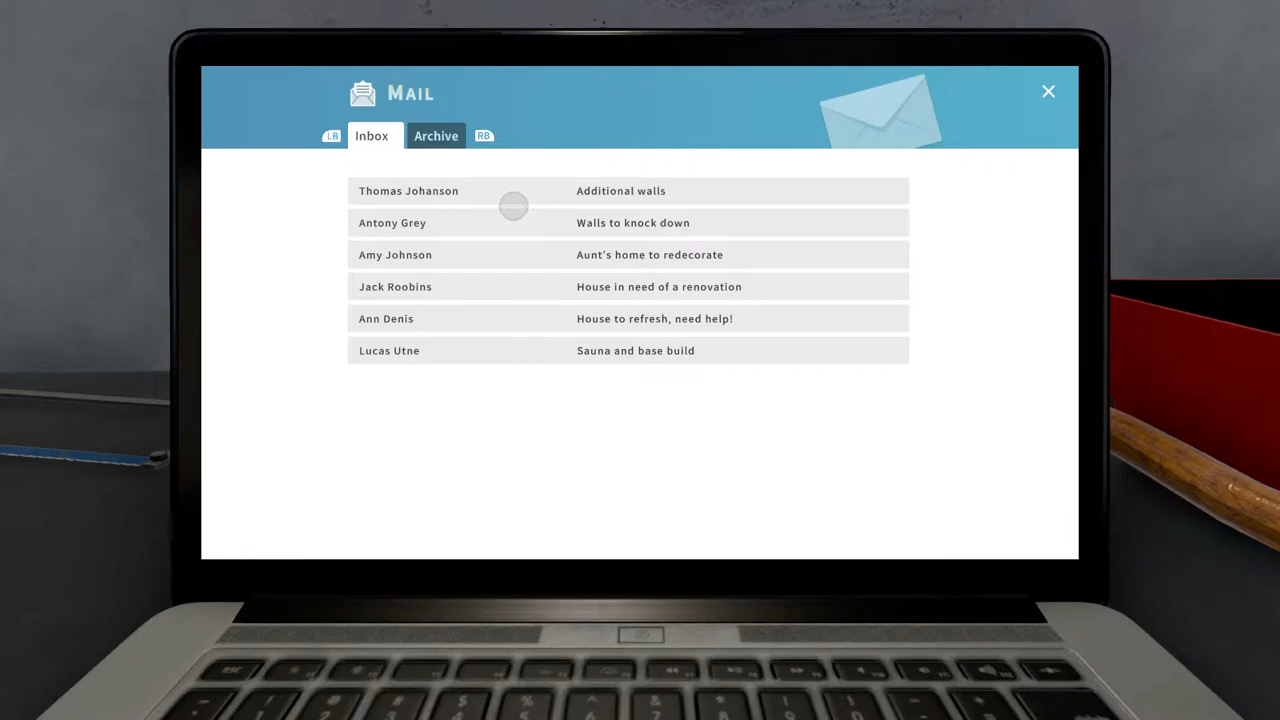 MAIL
LB Inbox Archive RB
Thomas Johanson Additional walls
Antony Grey Walls to knock down
Amy Johnson Aunt's home to redecorate
Jack Roobins House in need of a renovation
Ann Denis House to refresh, need help!
Lucas Utne Sauna and base build